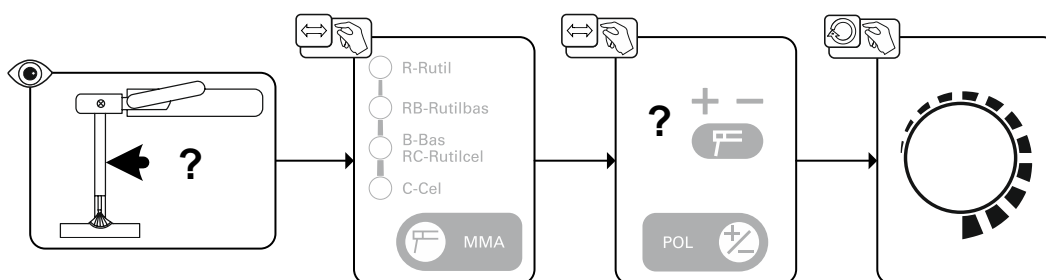 ?
R-Rutil
RB-Rutilbas
B-Bas
RC-Rutilcel
C-Cel
MMA
?
+ −
POL
+/-